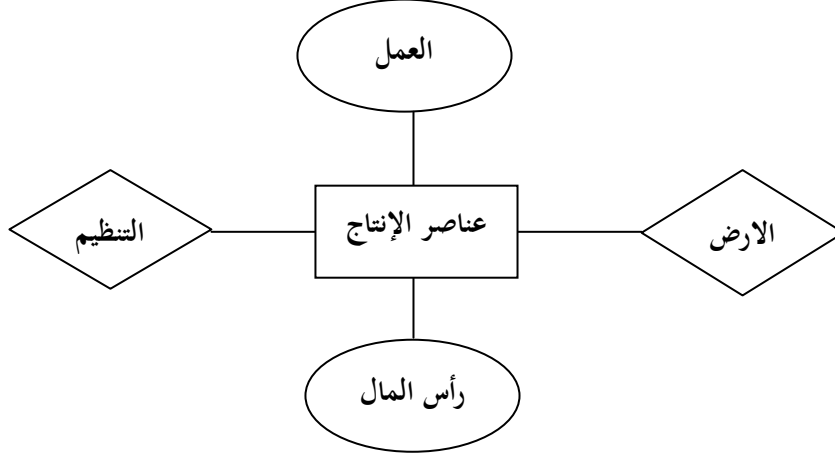 العمل
الارض
عناصر الإنتاج
التنظيم
رأس المال